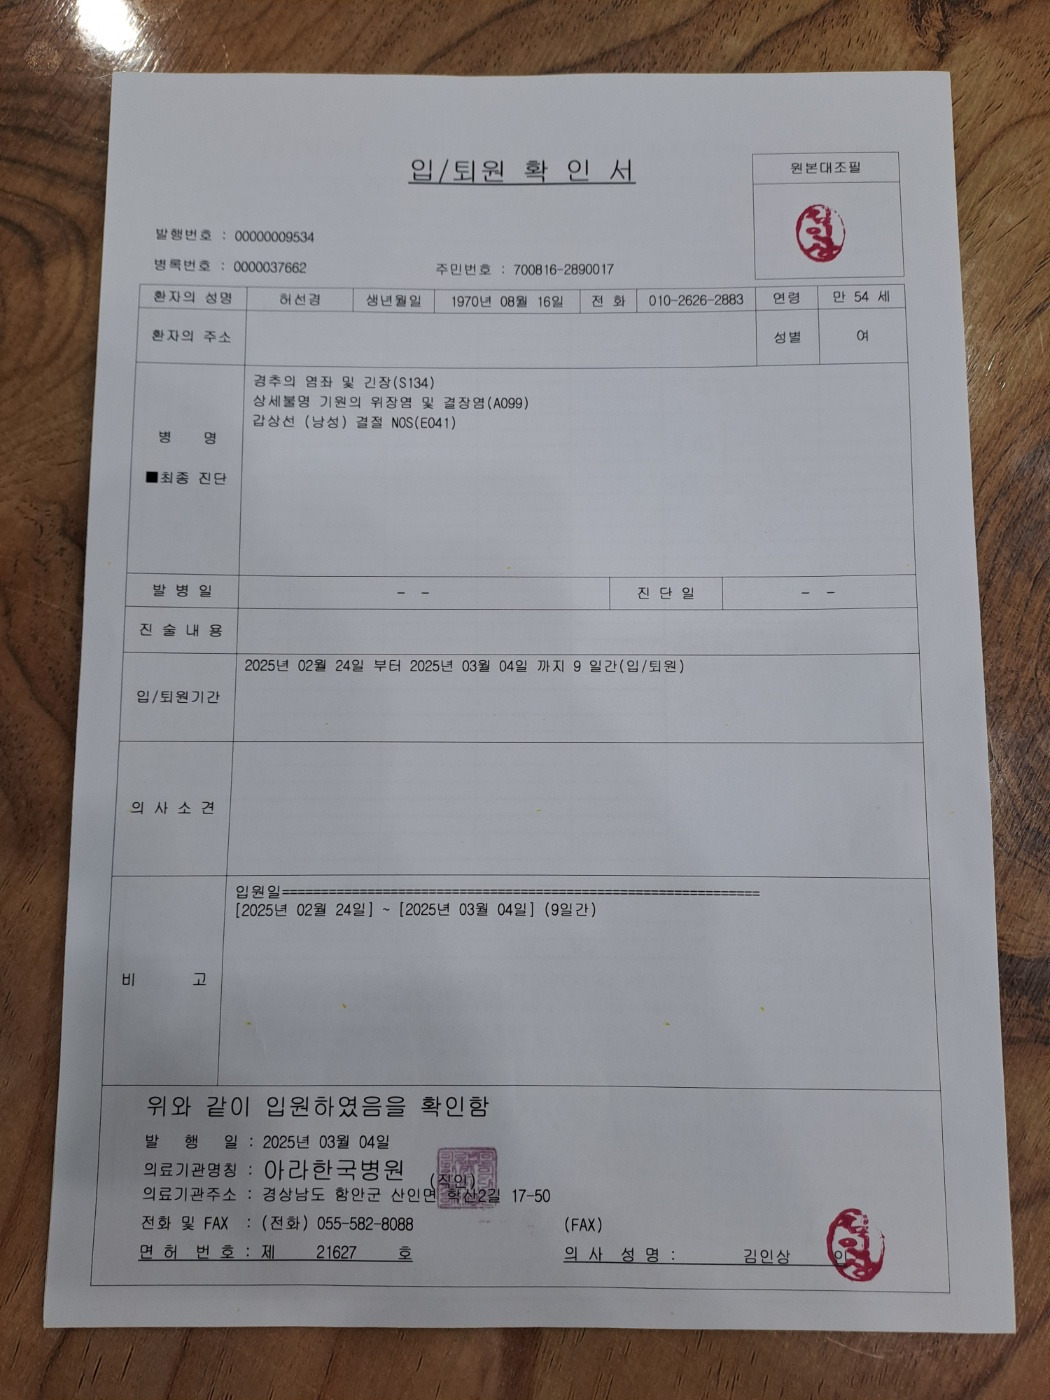 입/퇴원 확 인 서
원본대조필
발행번호 : 00000009534
병록번호 : 0000037662
주민번호 : 700816-2890017
환자의 성명 허선경 생년월일 1970년 08월 16일 전 화 010-2626-2883 연령 만 54 세
환자의 주소 성별 여
병 명
■최종 진단
경추의 염좌 및 긴장(S134)
상세불명 기원의 위장염 및 결장염(A099)
갑상선 (낭성) 결절 NOS(E041)
발 병 일 - - 진 단 일 - -
진 술 내 용
입/퇴원기간
2025년 02월 24일 부터 2025년 03월 04일 까지 9 일간(입/퇴원)
의 사 소 견
비 고
입원일==============================================================
[2025년 02월 24일] ~ [2025년 03월 04일] (9일간)
위와 같이 입원하였음을 확인함
발 행 일 : 2025년 03월 04일
의료기관명칭 : 아라한국병원 (직인)
의료기관주소 : 경상남도 함안군 산인면 학산2길 17-50
전화 및 FAX : (전화) 055-582-8088 (FAX)
면 허 번 호 : 제 21627 호 의 사 성 명 : 김인상 인